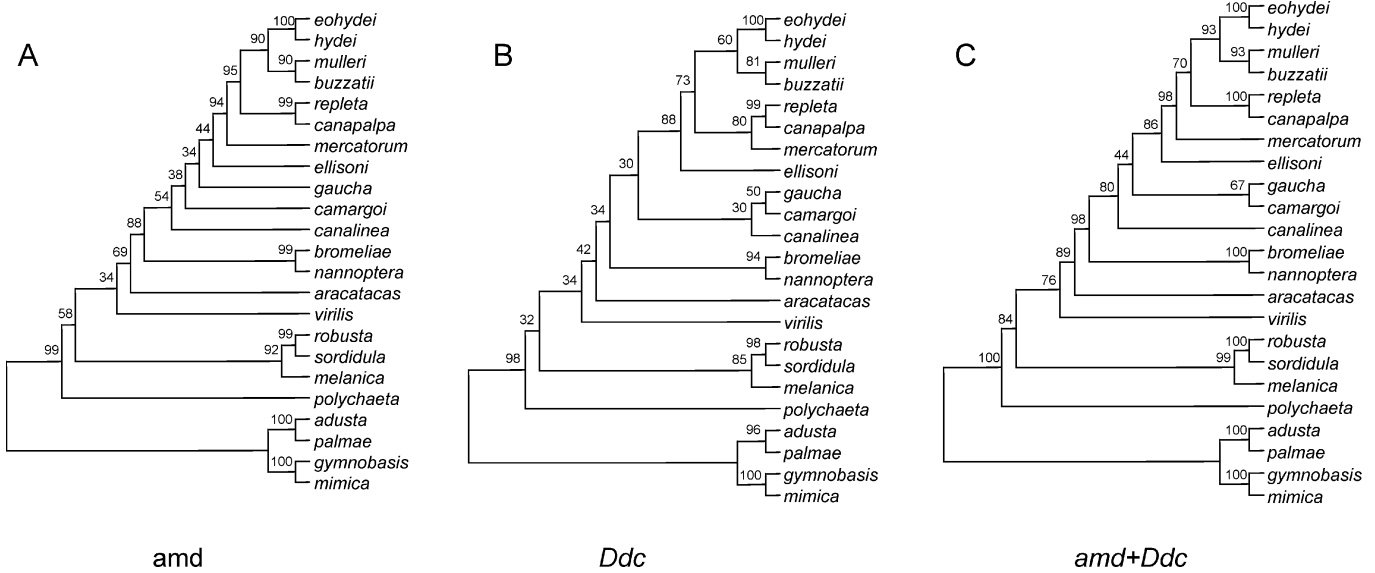 A
100
eohydei
hydei
90
90
mulleri
buzzatii
95
99
repleta
canapalpa
94
mercatorum
44
ellisoni
34
gaucha
38
camargoi
54
canalinea
88
99
bromeliae
nannoptera
69
aracatacas
34
virilis
58
99
robusta
sordidula
92
melanica
99
polychaeta
100
adusta
palmae
100
gymnobasis
mimica
amd
B
100
eohydei
hydei
60
81
mulleri
buzzatii
73
99
repleta
80
canapalpa
mercatorum
88
ellisoni
30
50
gaucha
30
camargoi
canalinea
34
94
bromeliae
nannoptera
42
aracatacas
34
virilis
32
98
robusta
sordidula
85
melanica
98
polychaeta
96
adusta
palmae
100
gymnobasis
mimica
Ddc
C
100
eohydei
hydei
93
93
mulleri
buzzatii
70
100
repleta
canapalpa
98
mercatorum
86
ellisoni
44
67
gaucha
camargoi
80
canalinea
98
100
bromeliae
nannoptera
89
aracatacas
76
virilis
84
100
robusta
sordidula
99
melanica
100
polychaeta
100
adusta
palmae
100
gymnobasis
mimica
amd+Ddc